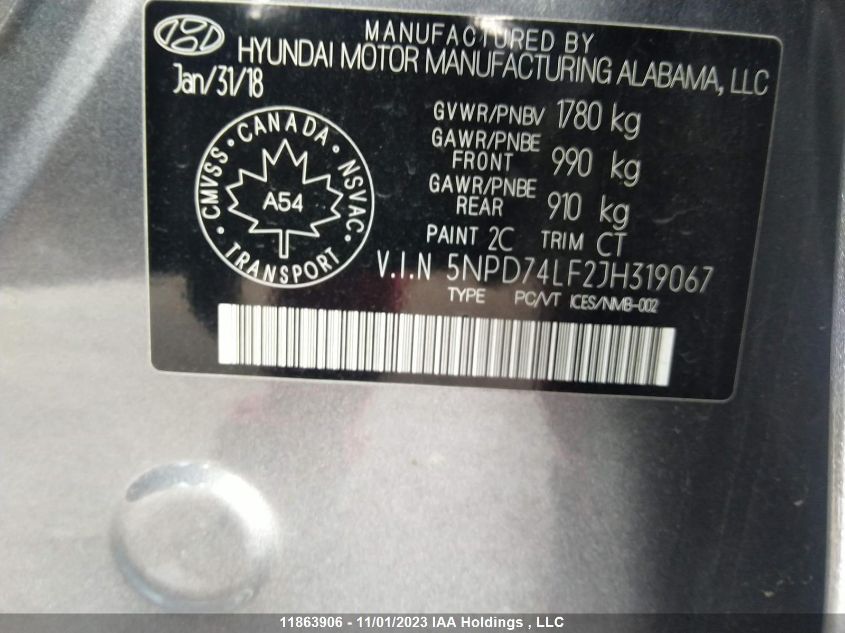 MANUFACTURED BY
HYUNDAI MOTOR MANUFACTURING ALABAMA, LLC
Jan/31/18
GVWR/PNBV 1780 kg
GAWR/PNBE
FRONT 990 kg
GAWR/PNBE
REAR 910 kg
PAINT 2C TRIM CT
V.I.N 5NPD74LF2JH319067
TYPE PC/VT ICES/NMB-002
CANADA
CMVSS
NSVAC
TRANSPORT
A54
11863906 - 11/01/2023 IAA Holdings , LLC